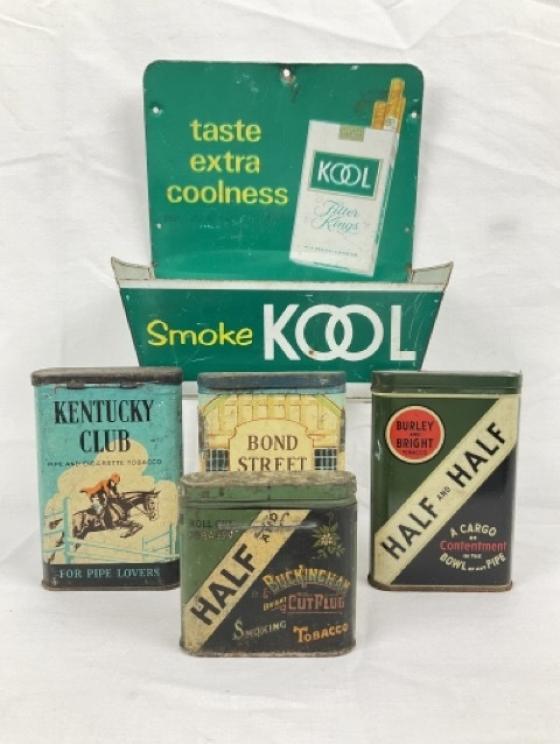 taste
extra
coolness
KOOL
Filter
Kings
Smoke KOOL
KENTUCKY
CLUB
PIPE AND CIGARETTE TOBACCO
FOR PIPE LOVERS
BOND
STREET
BURLEY
AND
BRIGHT
TOBACCO
HALF AND HALF
A CARGO
OF
Contentment
IN THE
BOWL OF ANY PIPE
HALF AND
BUCKINGHAM
BRIGHT
CUT PLUG
SMOKING TOBACCO